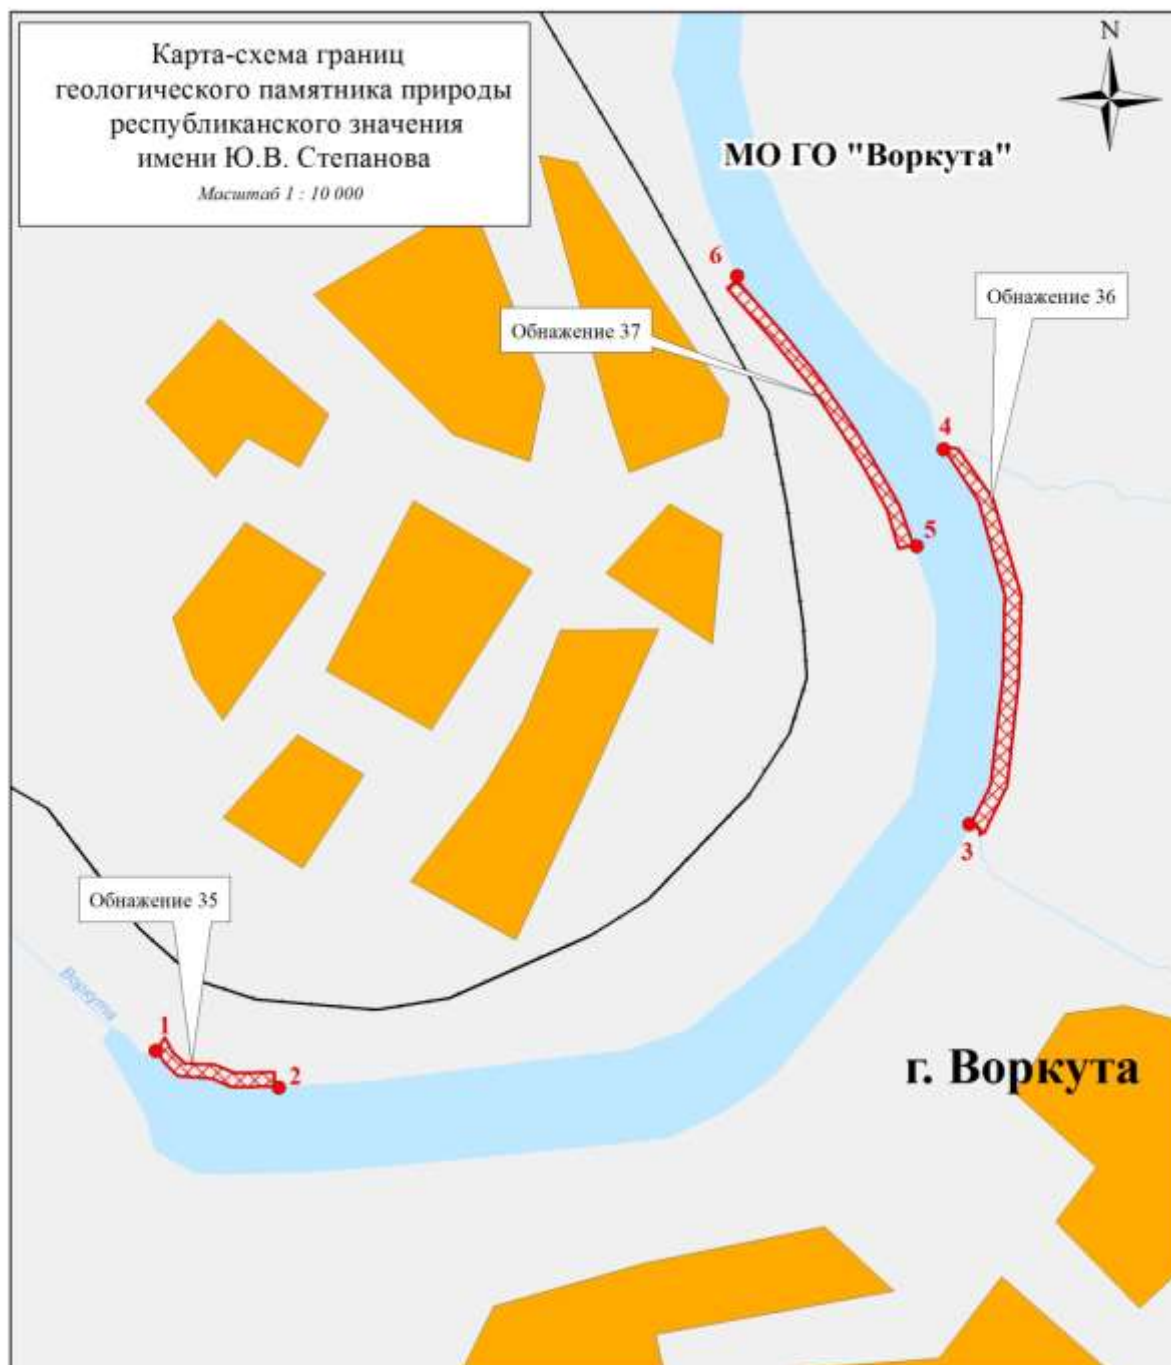 Карта-схема границ
геологического памятника природы
республиканского значения
имени Ю.В. Степанова
Масштаб 1 : 10 000
N
МО ГО "Воркута"
6
Обнажение 36
Обнажение 37
4
5
3
Обнажение 35
Воркута
1
2
г. Воркута